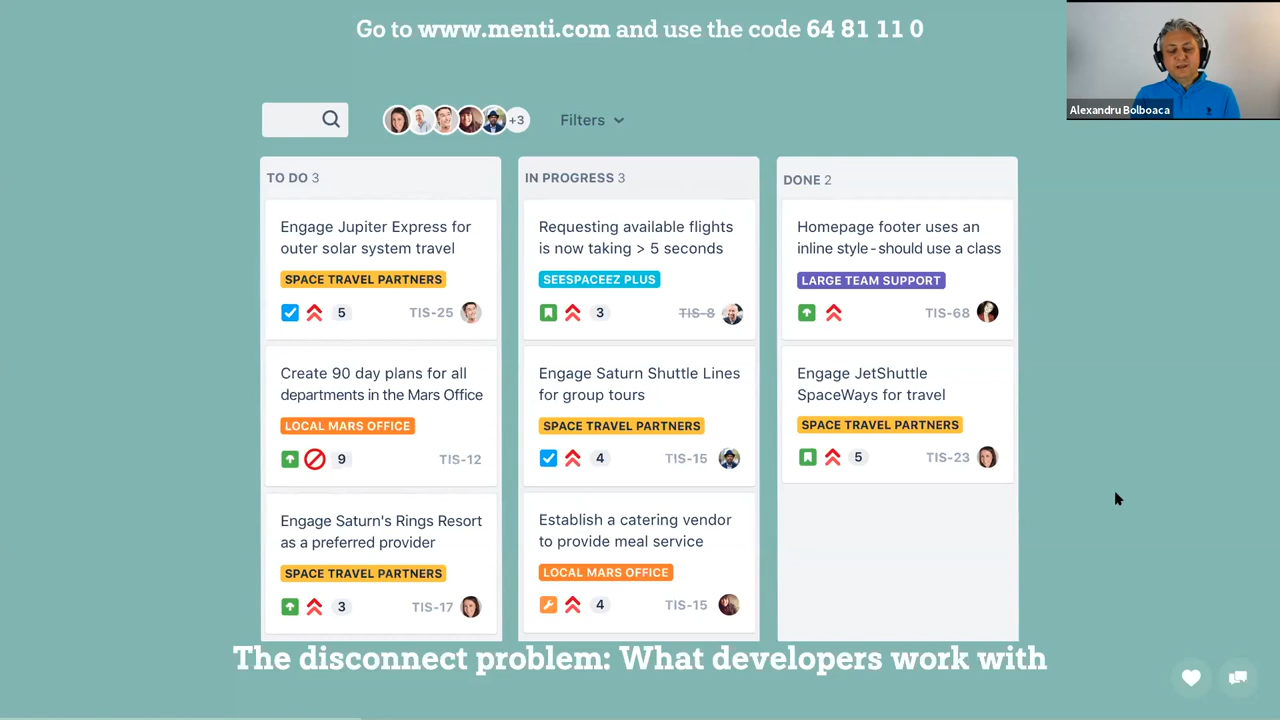 Go to www.menti.com and use the code 64 81 11 0
Alexandru Bolboaca
+3
Filters
TO DO 3
Engage Jupiter Express for
outer solar system travel
SPACE TRAVEL PARTNERS
5
TIS-25
Create 90 day plans for all
departments in the Mars Office
LOCAL MARS OFFICE
9
TIS-12
Engage Saturn's Rings Resort
as a preferred provider
SPACE TRAVEL PARTNERS
3
TIS-17
IN PROGRESS 3
Requesting available flights
is now taking > 5 seconds
SEESPACEEZ PLUS
3
TIS-8
Engage Saturn Shuttle Lines
for group tours
SPACE TRAVEL PARTNERS
4
TIS-15
Establish a catering vendor
to provide meal service
LOCAL MARS OFFICE
4
TIS-15
DONE 2
Homepage footer uses an
inline style-should use a class
LARGE TEAM SUPPORT
TIS-68
Engage JetShuttle
SpaceWays for travel
SPACE TRAVEL PARTNERS
5
TIS-23
The disconnect problem: What developers work with